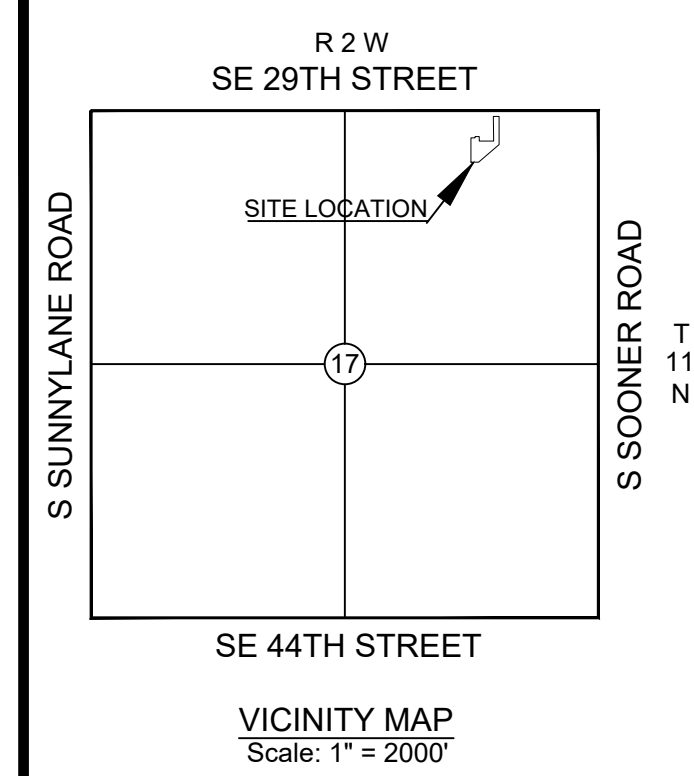 R 2 W
SE 29TH STREET
SITE LOCATION
S SUNNYLANE ROAD
17
S SOONER ROAD
T
11
N
SE 44TH STREET
VICINITY MAP
Scale: 1" = 2000'